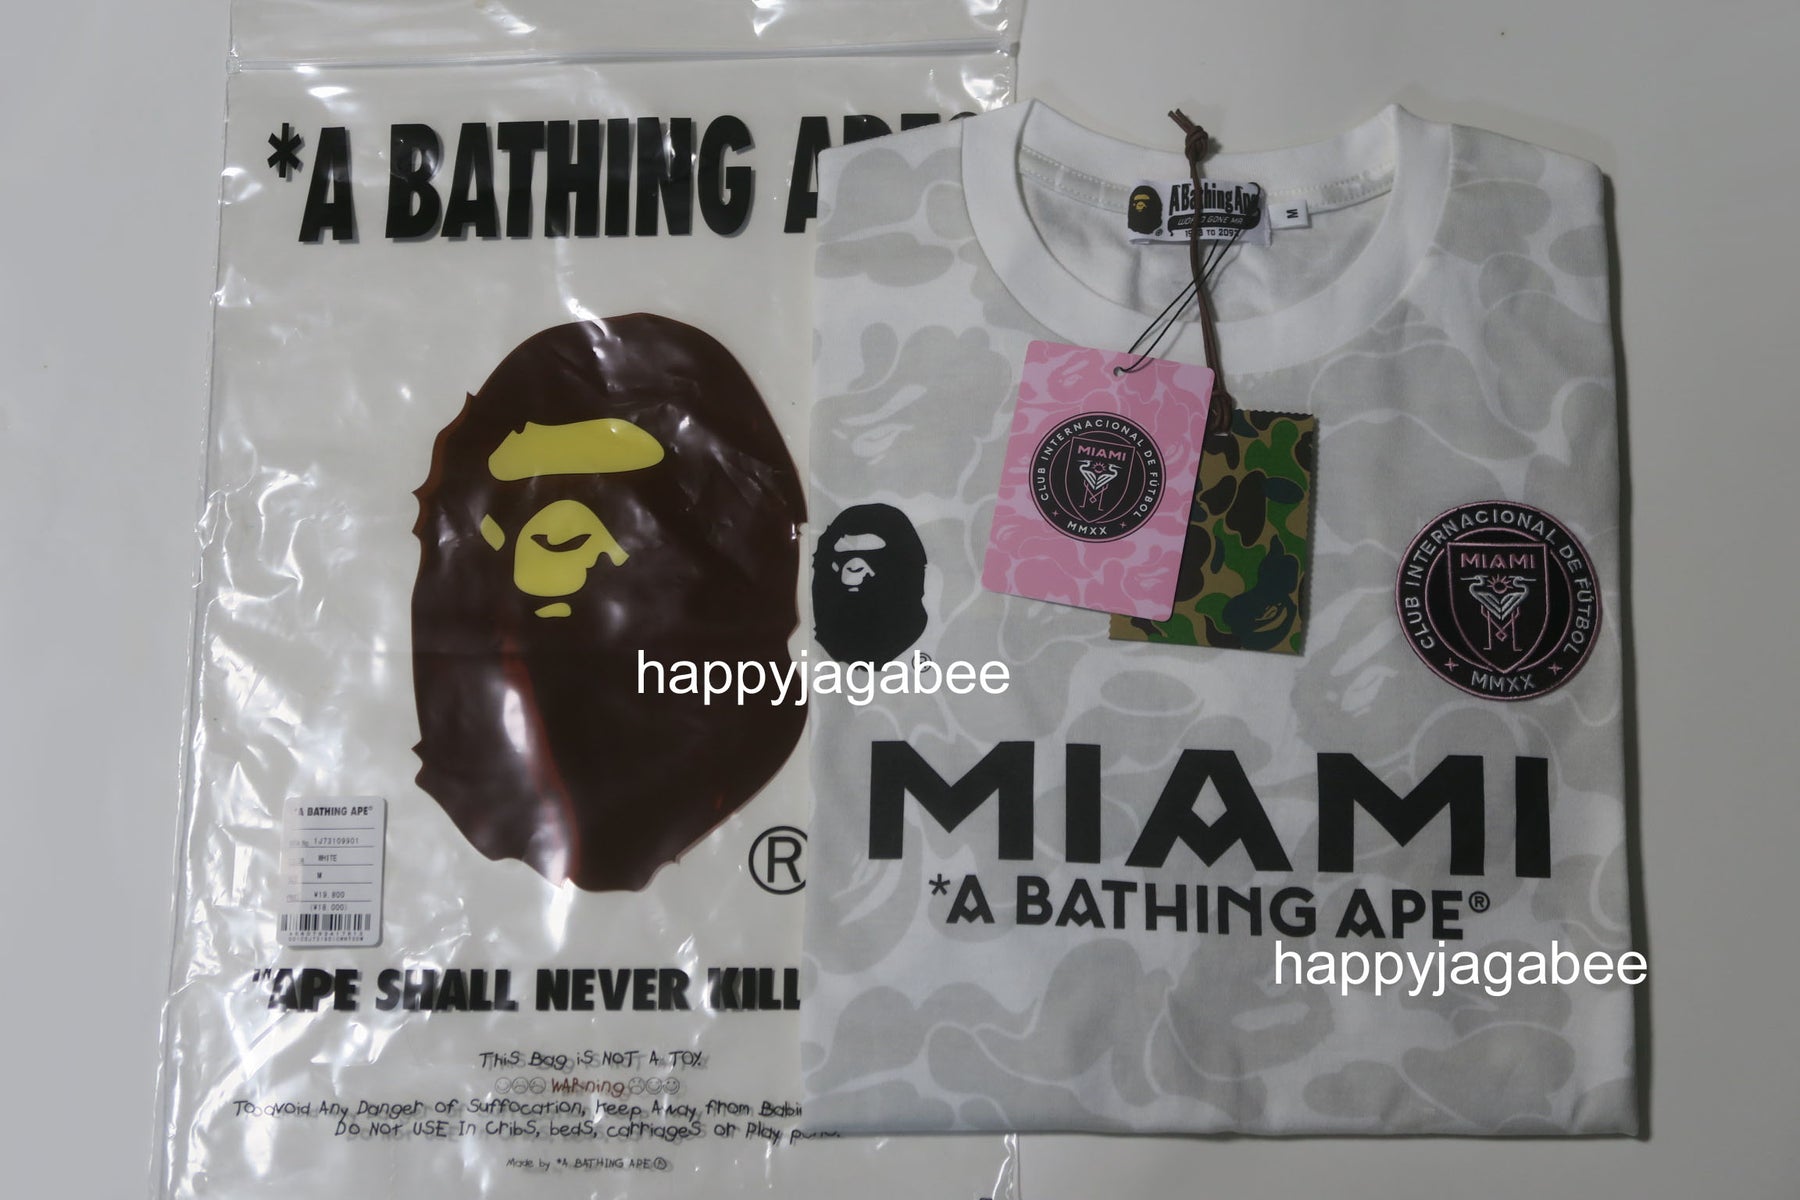 *A BATHING APE®
®
*A BATHING APE®
1J73109901
WHITE
M
¥19,800
(¥18,000)
"APE SHALL NEVER KILL
THIS Bag is NOT A TOY.
WARning
To avoid Any Danger of Suffocation, Keep Away from
Do NOT USE In Cribs, beds, carriages or Play
Made by *A BATHING APE®
A Bathing Ape
M
®
CLUB INTERNACIONAL DE FÚTBOL
MIAMI
MMXX
CLUB INTERNACIONAL DE FÚTBOL
MIAMI
MMXX
happyjagabee
MIAMI
*A BATHING APE®
happyjagabee